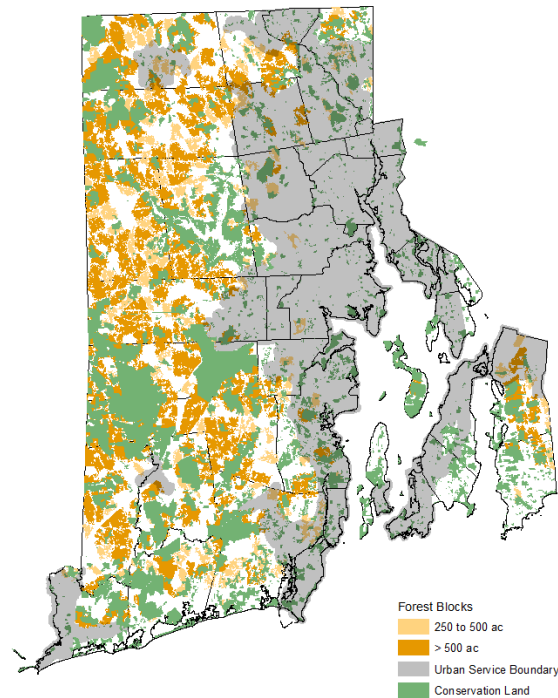 Forest Blocks
250 to 500 ac
> 500 ac
Urban Service Boundary
Conservation Land